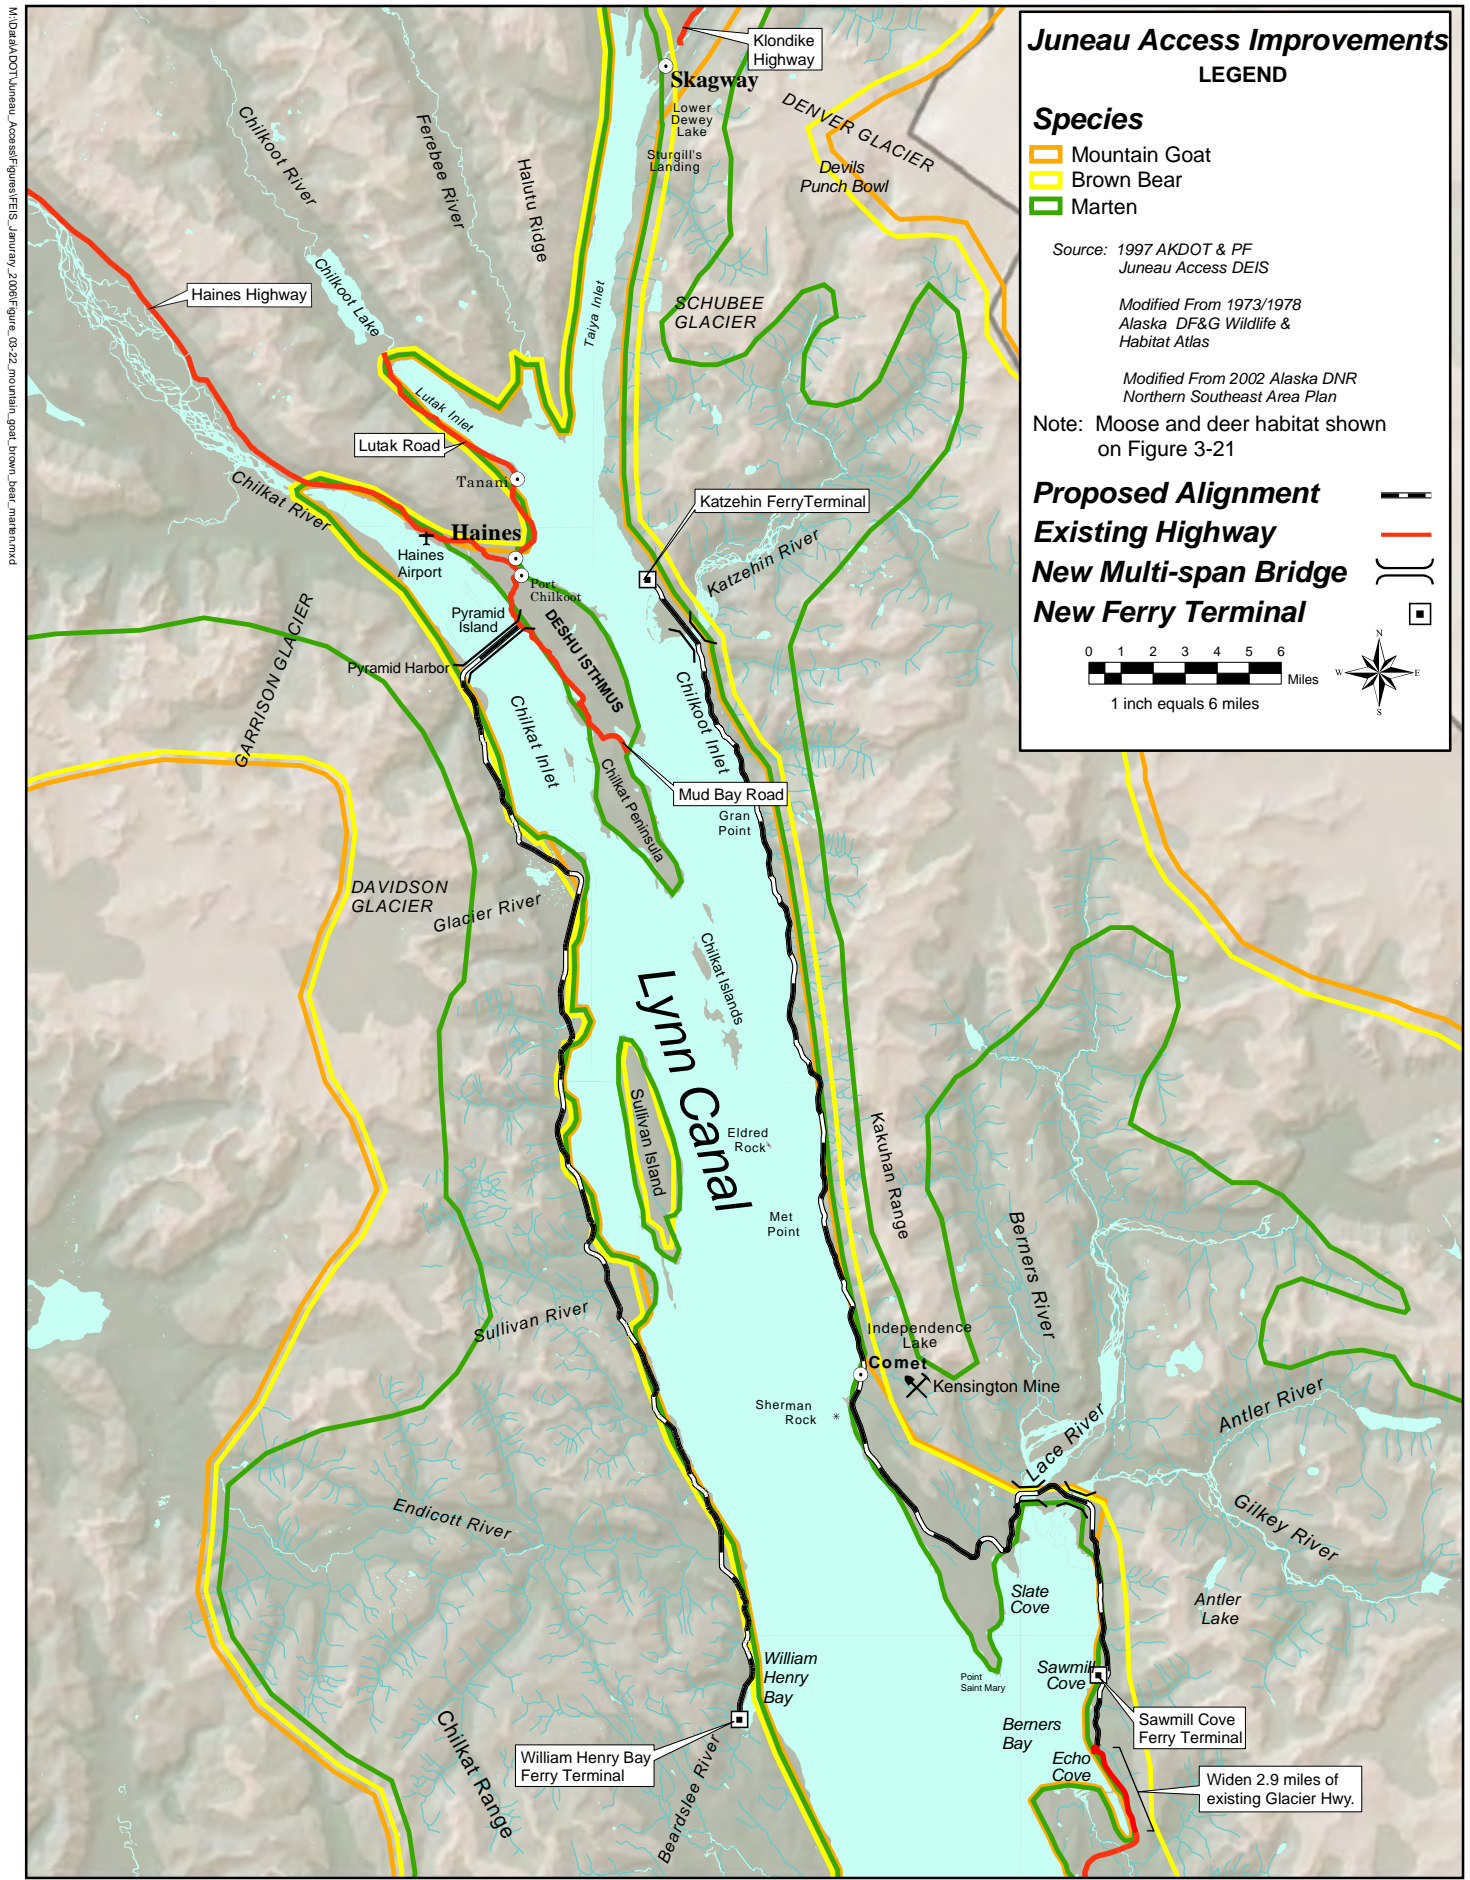 M:\Data\ADOT\Juneau_Access\Figures\FEIS_Janurary_2006\Figure_03-22_mountain_goat_brown_bear_marten.mxd
Juneau Access Improvements
LEGEND
Species
Mountain Goat
Brown Bear
Marten
Source: 1997 AKDOT & PF
Juneau Access DEIS
Modified From 1973/1978
Alaska DF&G Wildlife &
Habitat Atlas
Modified From 2002 Alaska DNR
Northern Southeast Area Plan
Note: Moose and deer habitat shown
on Figure 3-21
Proposed Alignment
Existing Highway
New Multi-span Bridge
New Ferry Terminal
0 1 2 3 4 5 6
Miles
1 inch equals 6 miles
N
W
E
S
Klondike
Highway
Skagway
Lower
Dewey
Lake
Sturgill's
Landing
DENVER GLACIER
Devils
Punch Bowl
Chilkoot River
Ferebee River
Halutu Ridge
Chilkoot Lake
Taiya Inlet
Haines Highway
SCHUBEE
GLACIER
Lutak Inlet
Lutak Road
Tanani
Chilkat River
Haines
Haines
Airport
Port
Chilkoot
Katzehin FerryTerminal
Katzehin River
Pyramid
Island
Pyramid Harbor
DESHU ISTHMUS
GARRISON GLACIER
Chilkat Inlet
Chilkoot Inlet
Mud Bay Road
Chilkat Peninsula
Gran
Point
DAVIDSON
GLACIER
Glacier River
Chilkat Islands
Lynn Canal
Sullivan Island
Eldred
Rock
Kakuhan Range
Met
Point
Berners River
Sullivan River
Independence
Lake
Comet
Kensington Mine
Sherman
Rock
Antler River
Lace River
Endicott River
Gilkey River
Slate
Cove
Antler
Lake
William
Henry
Bay
Point
Saint Mary
Sawmill
Cove
Sawmill Cove
Ferry Terminal
Berners
Bay
Echo
Cove
Chilkat Range
William Henry Bay
Ferry Terminal
Beardslee River
Widen 2.9 miles of
existing Glacier Hwy.